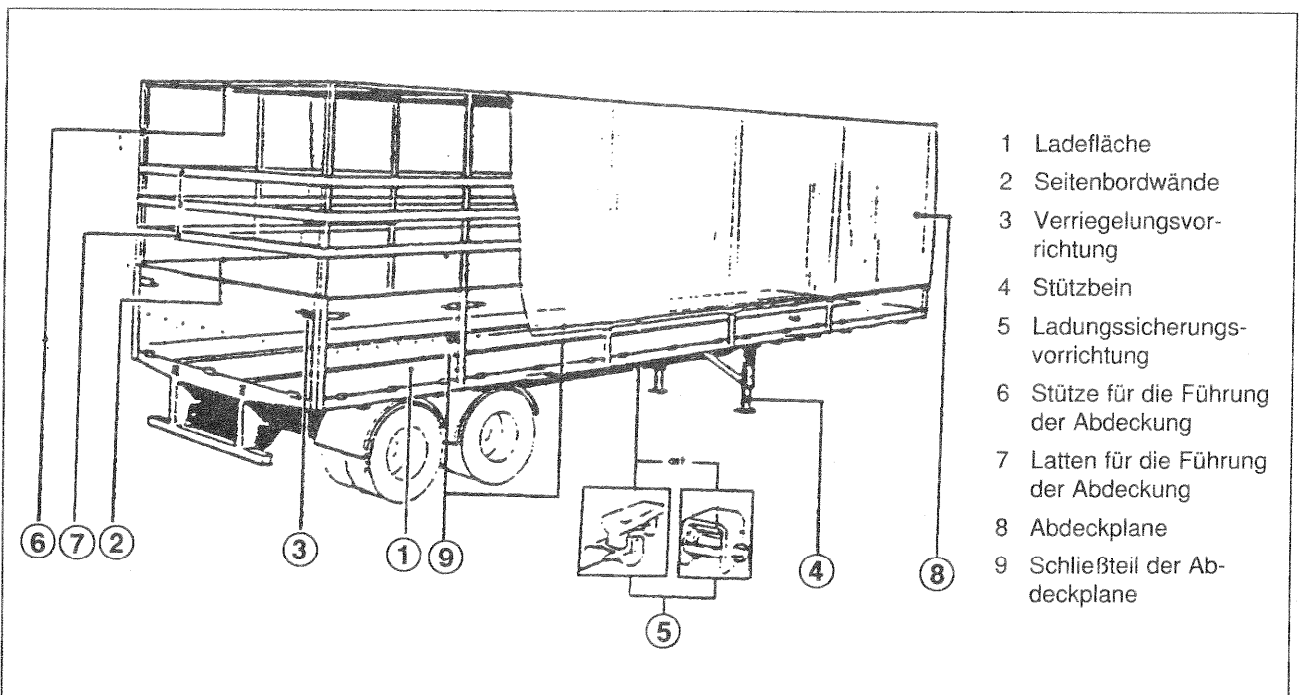 1 Ladefläche
2 Seitenbordwände
3 Verriegelungsvor-
richtung
4 Stützbein
5 Ladungssicherungs-
vorrichtung
6 Stütze für die Führung
der Abdeckung
7 Latten für die Führung
der Abdeckung
8 Abdeckplane
9 Schließteil der Ab-
deckplane
6 7 2 3 1 9 4 8
5